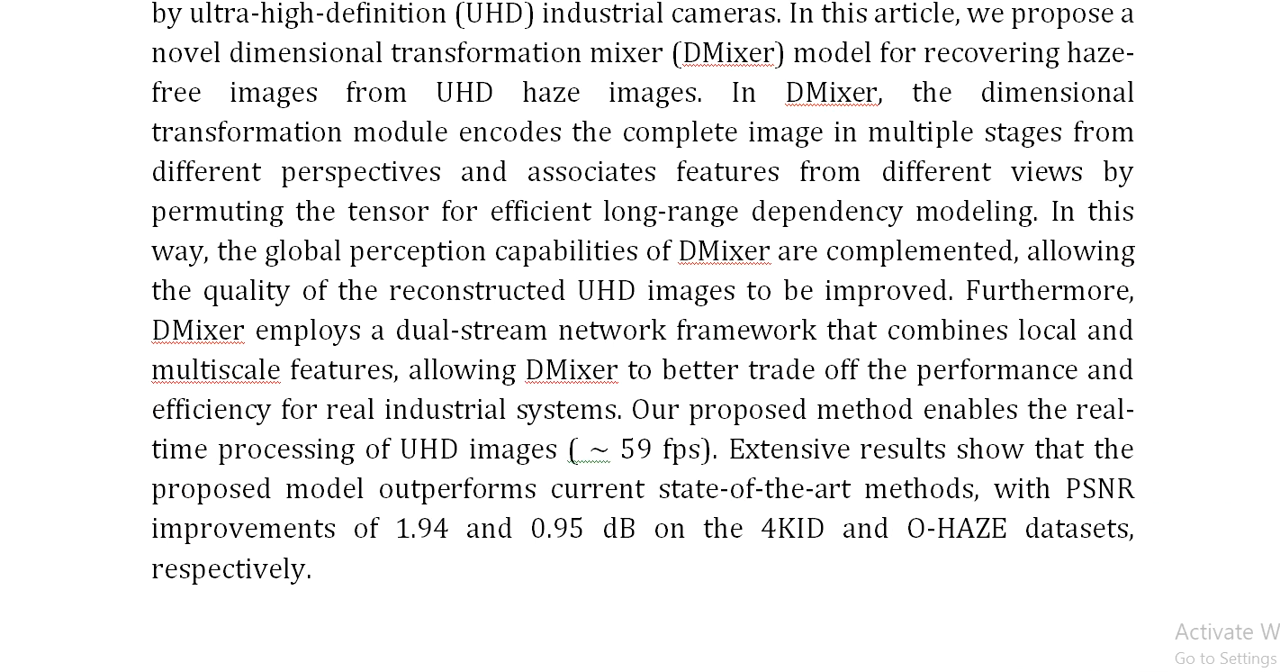 by ultra-high-definition (UHD) industrial cameras. In this article, we propose a
novel dimensional transformation mixer (DMixer) model for recovering haze-
free images from UHD haze images. In DMixer, the dimensional
transformation module encodes the complete image in multiple stages from
different perspectives and associates features from different views by
permuting the tensor for efficient long-range dependency modeling. In this
way, the global perception capabilities of DMixer are complemented, allowing
the quality of the reconstructed UHD images to be improved. Furthermore,
DMixer employs a dual-stream network framework that combines local and
multiscale features, allowing DMixer to better trade off the performance and
efficiency for real industrial systems. Our proposed method enables the real-
time processing of UHD images ( ~ 59 fps). Extensive results show that the
proposed model outperforms current state-of-the-art methods, with PSNR
improvements of 1.94 and 0.95 dB on the 4KID and O-HAZE datasets,
respectively.
Activate W
Go to Settings